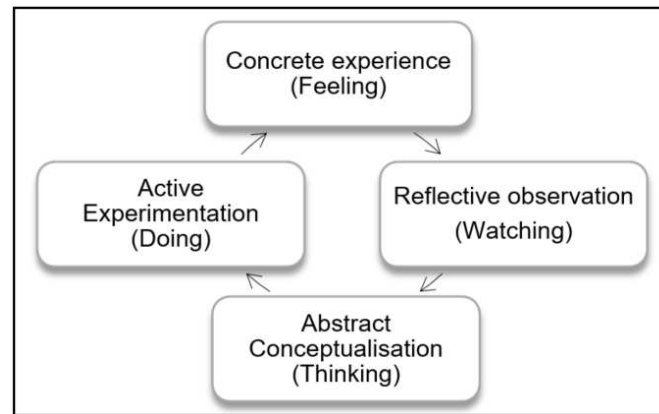 Concrete experience
(Feeling)
Active
Experimentation
(Doing)
Reflective observation
(Watching)
Abstract
Conceptualisation
(Thinking)